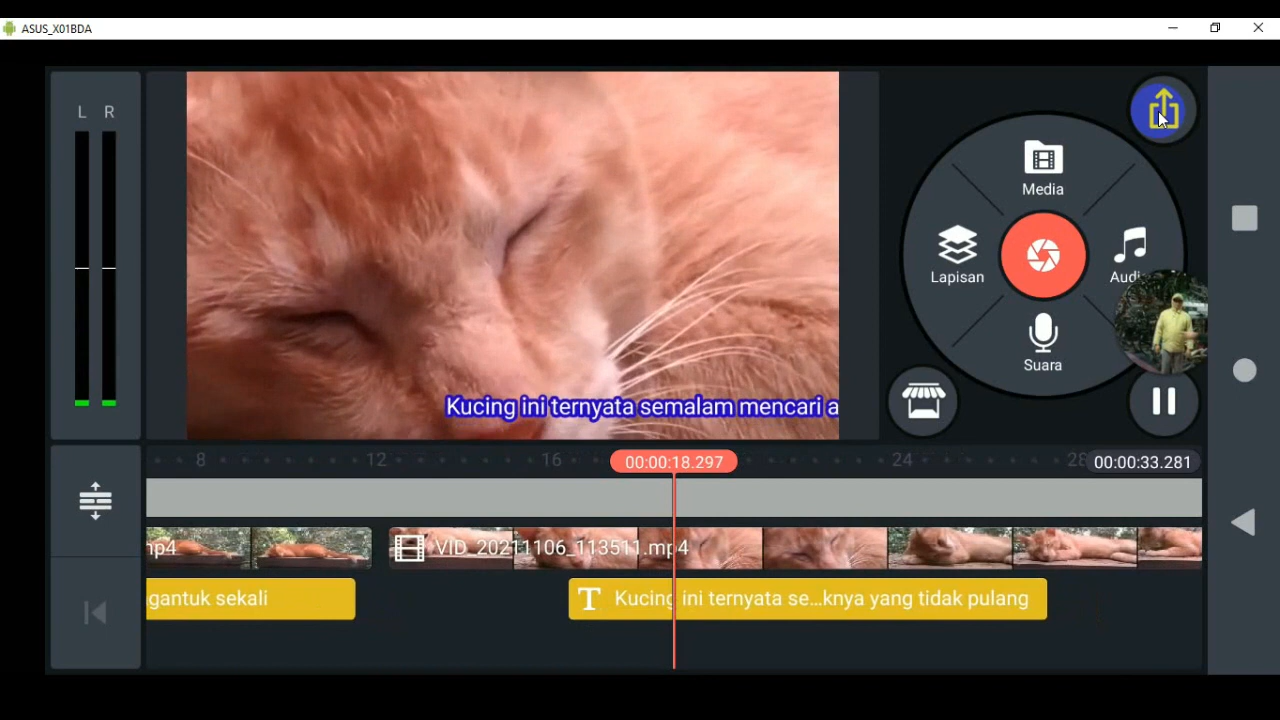 ASUS_X01BDA
L R
Media
Lapisan
Audi
Suara
Kucing ini ternyata semalam mencari a
8
12
16
00:00:18.297
24
28
00:00:33.281
np4
VID_20211106_113511.mp4
gantuk sekali
T
Kucing ini ternyata se...knya yang tidak pulang